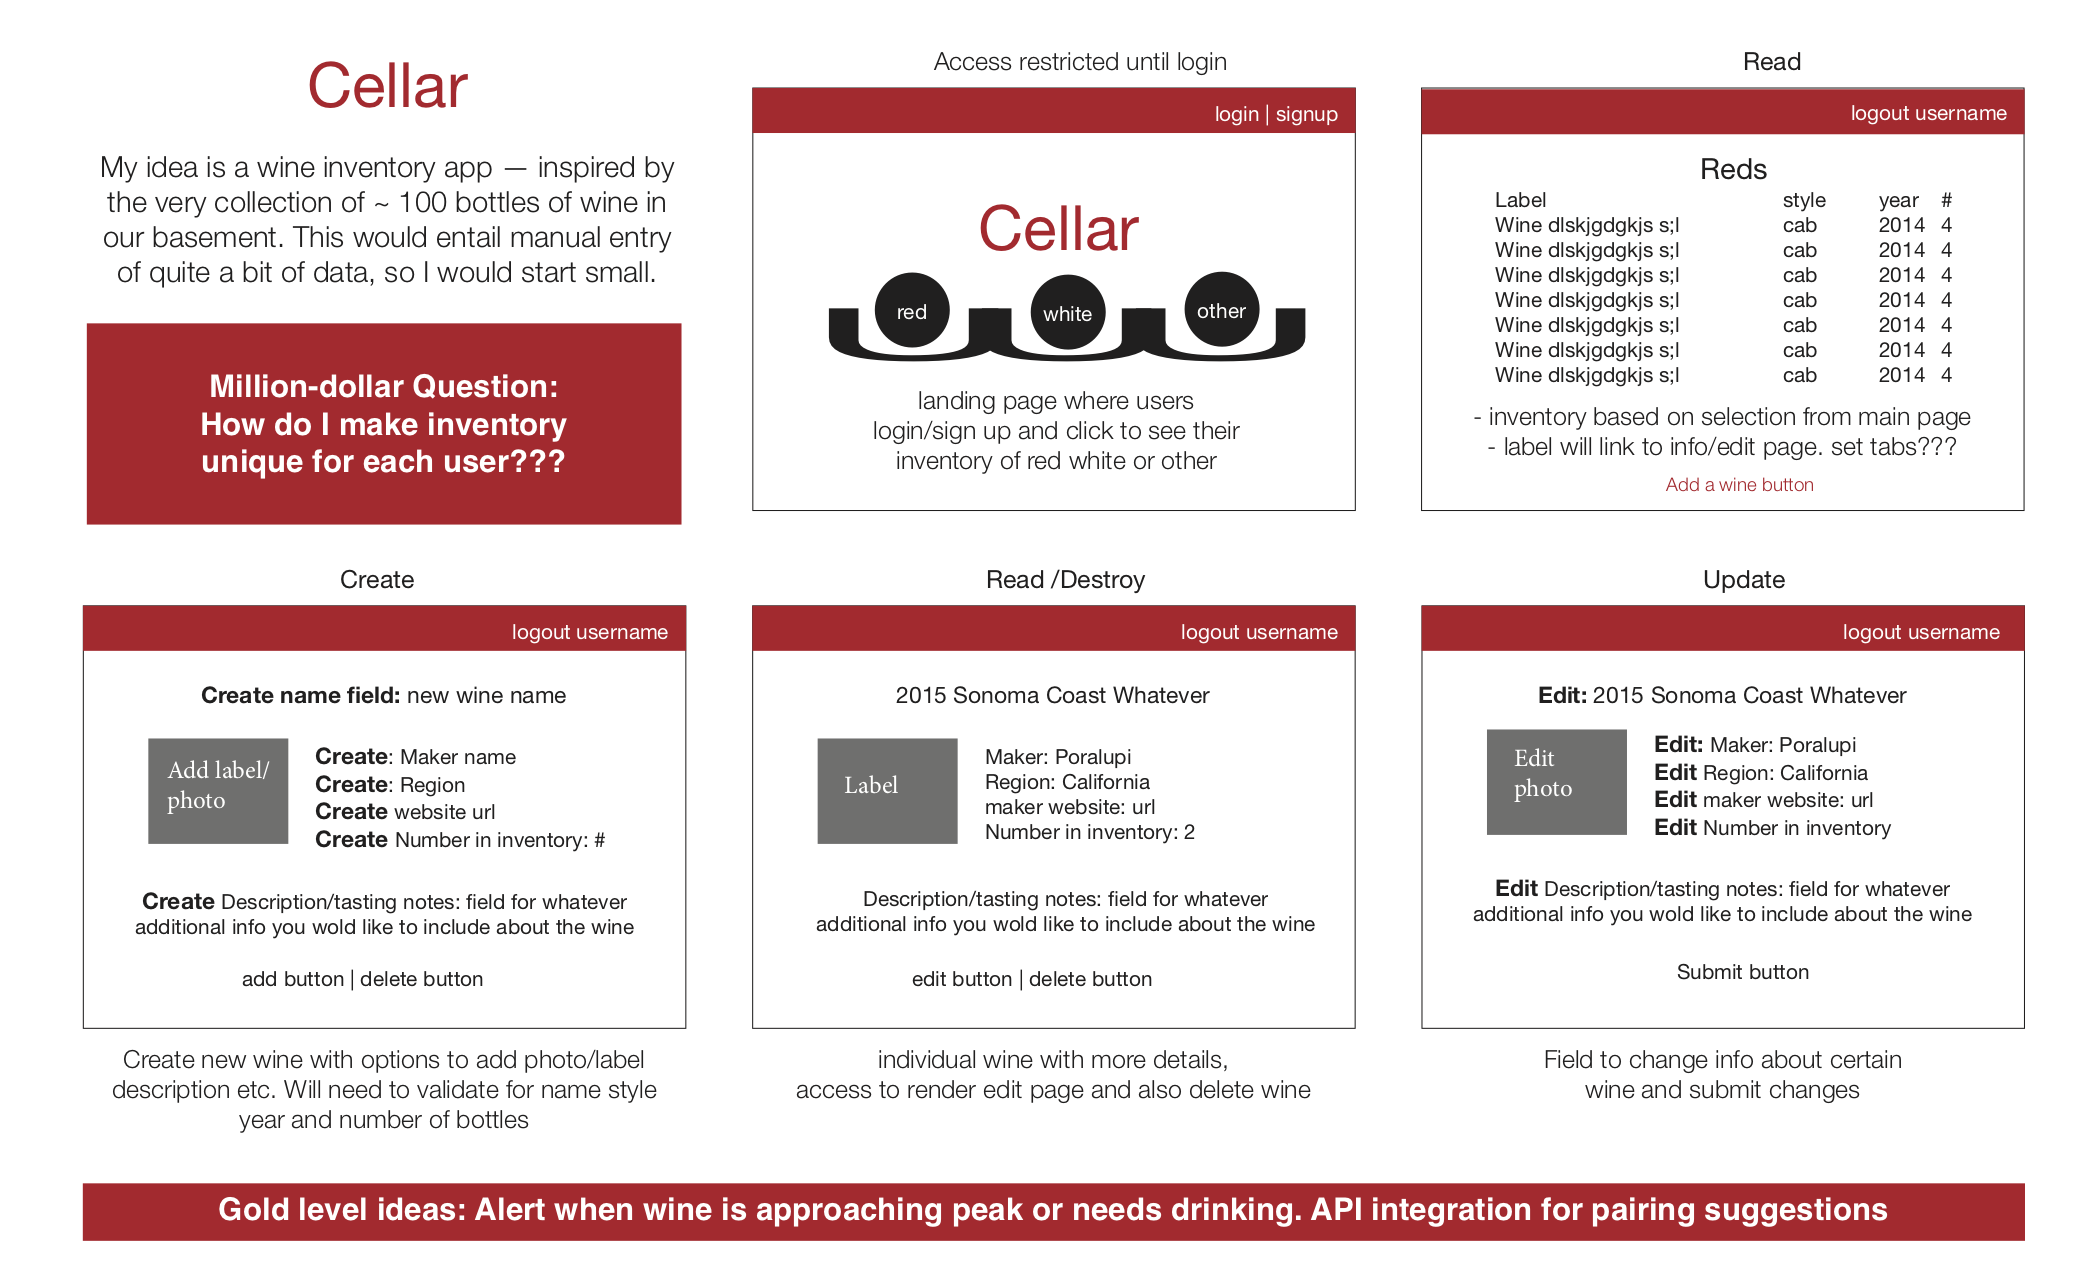 Cellar
My idea is a wine inventory app — inspired by
the very collection of ~ 100 bottles of wine in
our basement. This would entail manual entry
of quite a bit of data, so I would start small.
Million-dollar Question:
How do I make inventory
unique for each user???
Access restricted until login
login | signup
Cellar
red
white
other
landing page where users
login/sign up and click to see their
inventory of red white or other
Read
logout username
Reds
Label style year #
Wine dlskjgdgkjs s;l cab 2014 4
Wine dlskjgdgkjs s;l cab 2014 4
Wine dlskjgdgkjs s;l cab 2014 4
Wine dlskjgdgkjs s;l cab 2014 4
Wine dlskjgdgkjs s;l cab 2014 4
Wine dlskjgdgkjs s;l cab 2014 4
Wine dlskjgdgkjs s;l cab 2014 4
- inventory based on selection from main page
- label will link to info/edit page. set tabs???
Add a wine button
Create
logout username
Create name field: new wine name
Add label/
photo
Create: Maker name
Create: Region
Create website url
Create Number in inventory: #
Create Description/tasting notes: field for whatever
additional info you wold like to include about the wine
add button | delete button
Create new wine with options to add photo/label
description etc. Will need to validate for name style
year and number of bottles
Read /Destroy
logout username
2015 Sonoma Coast Whatever
Label
Maker: Poralupi
Region: California
maker website: url
Number in inventory: 2
Description/tasting notes: field for whatever
additional info you wold like to include about the wine
edit button | delete button
individual wine with more details,
access to render edit page and also delete wine
Update
logout username
Edit: 2015 Sonoma Coast Whatever
Edit
photo
Edit: Maker: Poralupi
Edit Region: California
Edit maker website: url
Edit Number in inventory
Edit Description/tasting notes: field for whatever
additional info you wold like to include about the wine
Submit button
Field to change info about certain
wine and submit changes
Gold level ideas: Alert when wine is approaching peak or needs drinking. API integration for pairing suggestions